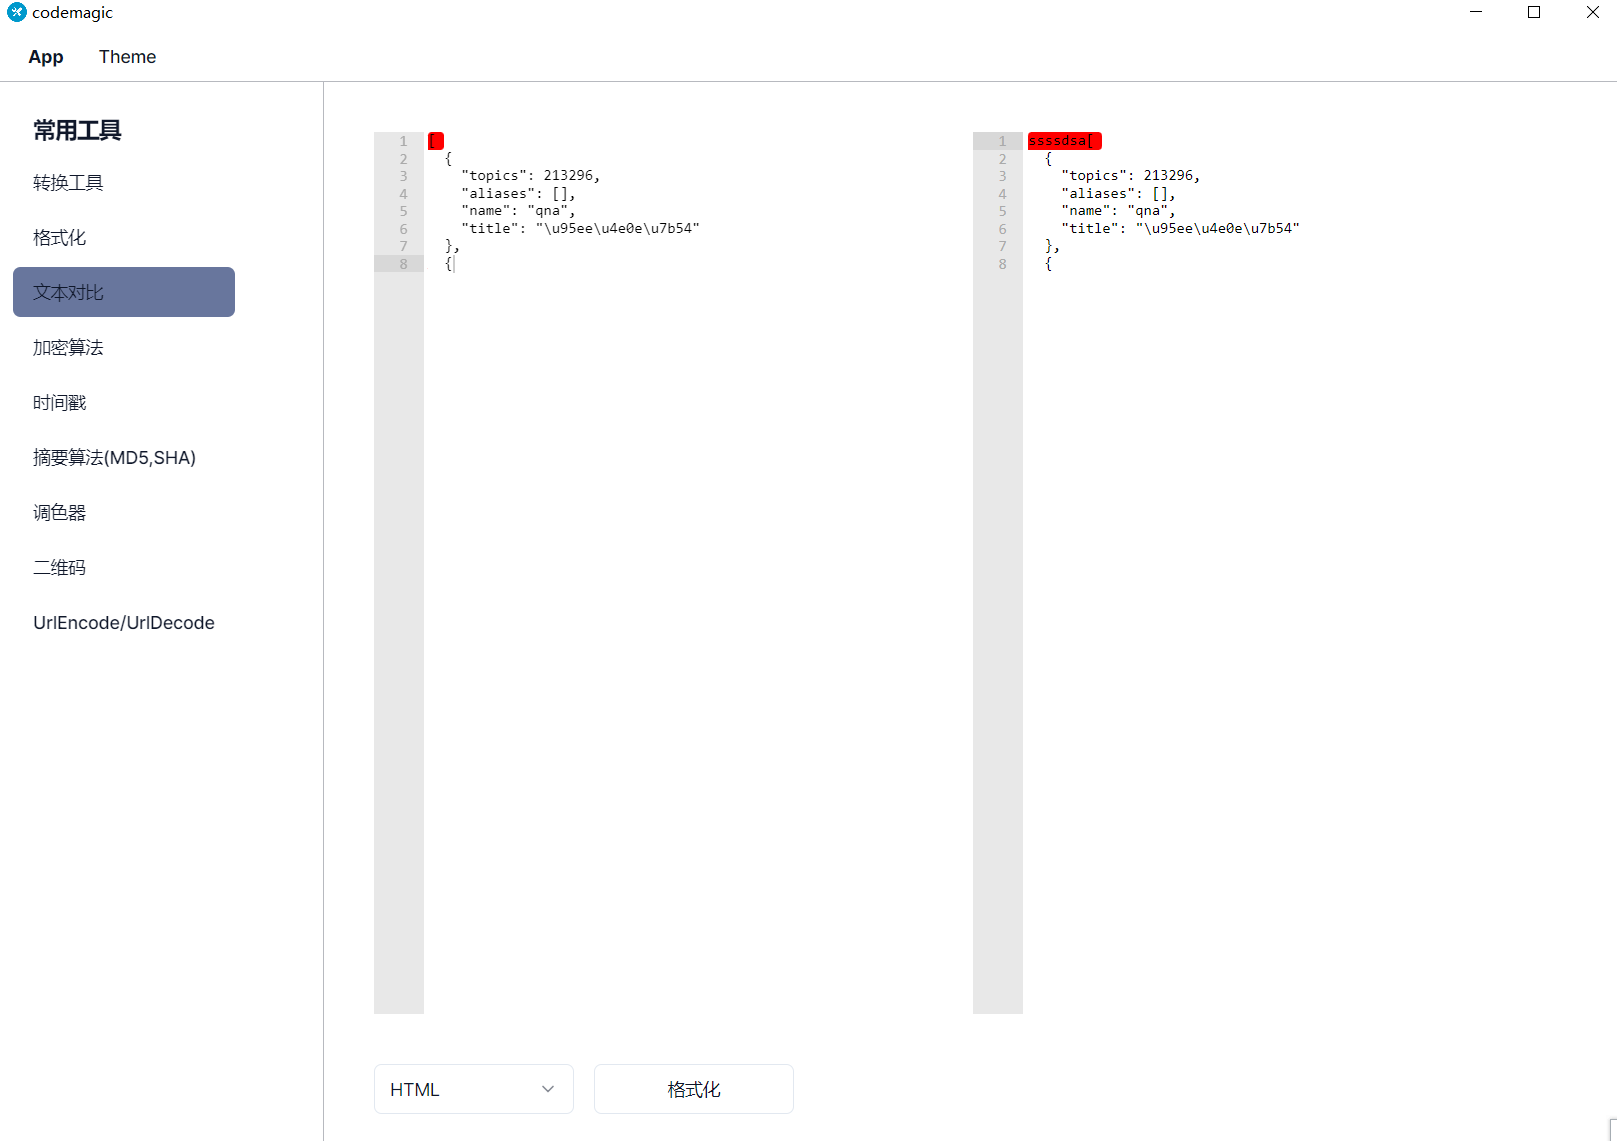 codemagic
App Theme
常用工具
转换工具
格式化
文本对比
加密算法
时间戳
摘要算法(MD5,SHA)
调色器
二维码
UrlEncode/UrlDecode
1 [
2 {
3 "topics": 213296,
4 "aliases": [],
5 "name": "qna",
6 "title": "\u95ee\u4e0e\u7b54"
7 },
8 {
1 ssssdsa[
2 {
3 "topics": 213296,
4 "aliases": [],
5 "name": "qna",
6 "title": "\u95ee\u4e0e\u7b54"
7 },
8 {
HTML
格式化